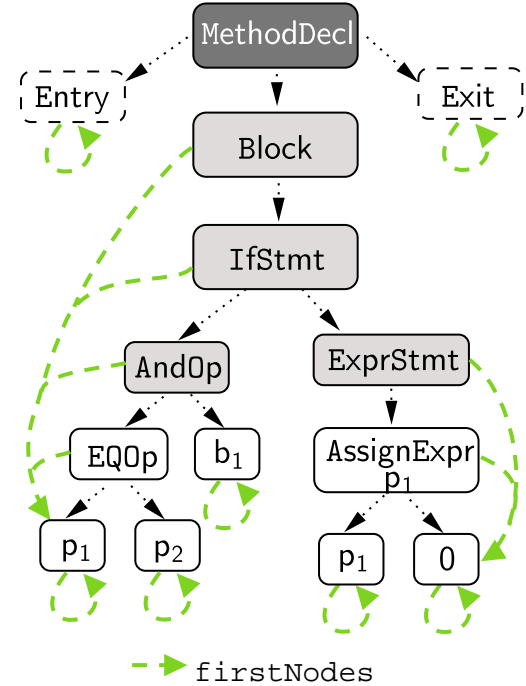 MethodDecl
Entry
Exit
Block
IfStmt
AndOp
ExprStmt
EQOp
b1
AssignExpr
p1
p1
p2
p1
0
firstNodes